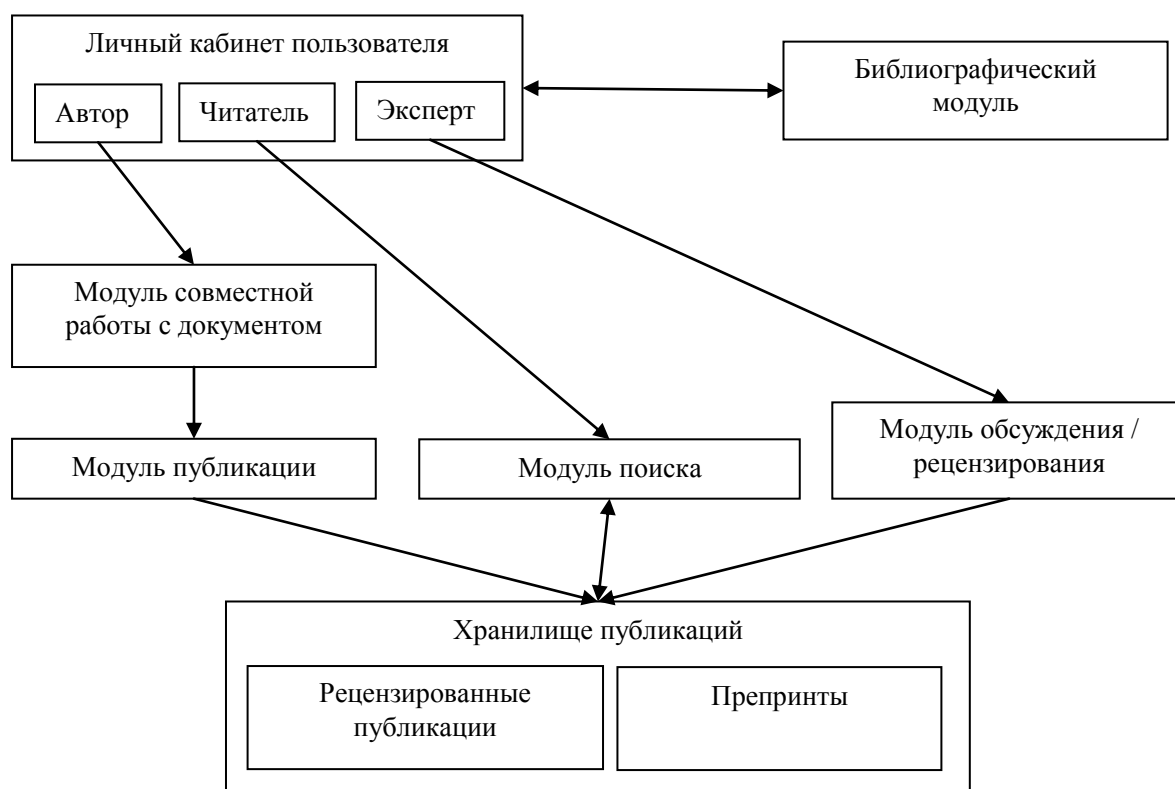 Личный кабинет пользователя
Автор
Читатель
Эксперт
Библиографический
модуль
Модуль совместной
работы с документом
Модуль публикации
Модуль поиска
Модуль обсуждения /
рецензирования
Хранилище публикаций
Рецензированные
публикации
Препринты